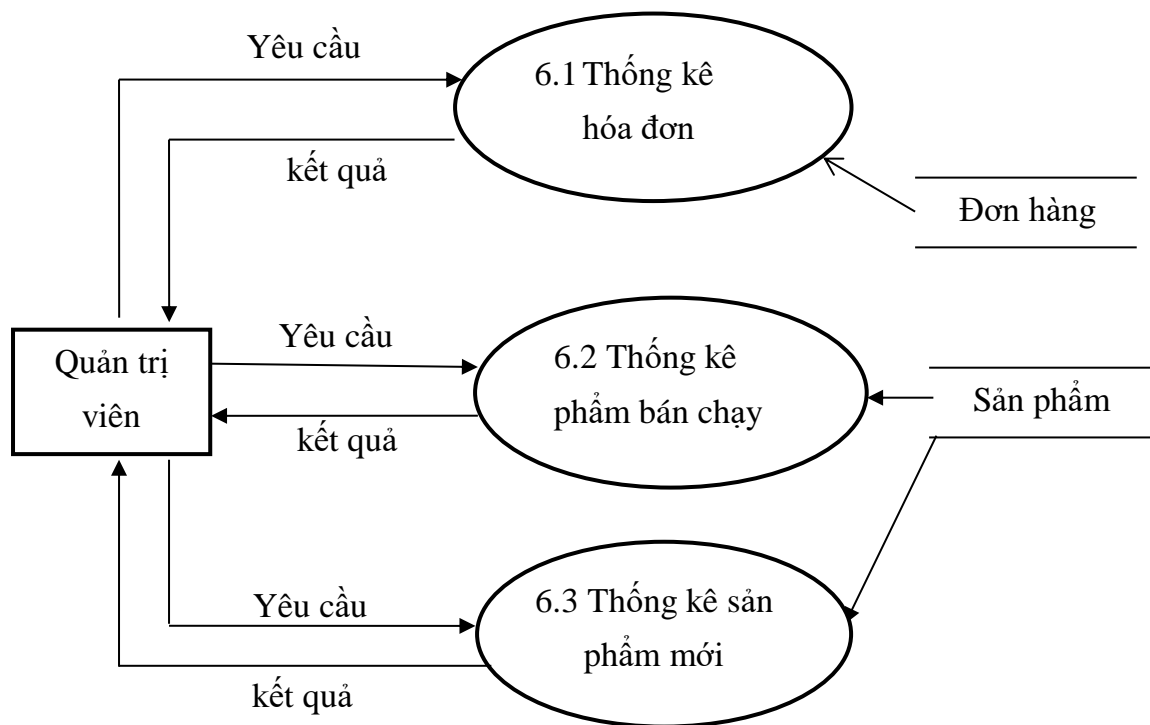 Yêu cầu
6.1 Thống kê
hóa đơn
kết quả
Đơn hàng
Quản trị
viên
Yêu cầu
6.2 Thống kê
phẩm bán chạy
kết quả
Sản phẩm
Yêu cầu
6.3 Thống kê sản
phẩm mới
kết quả